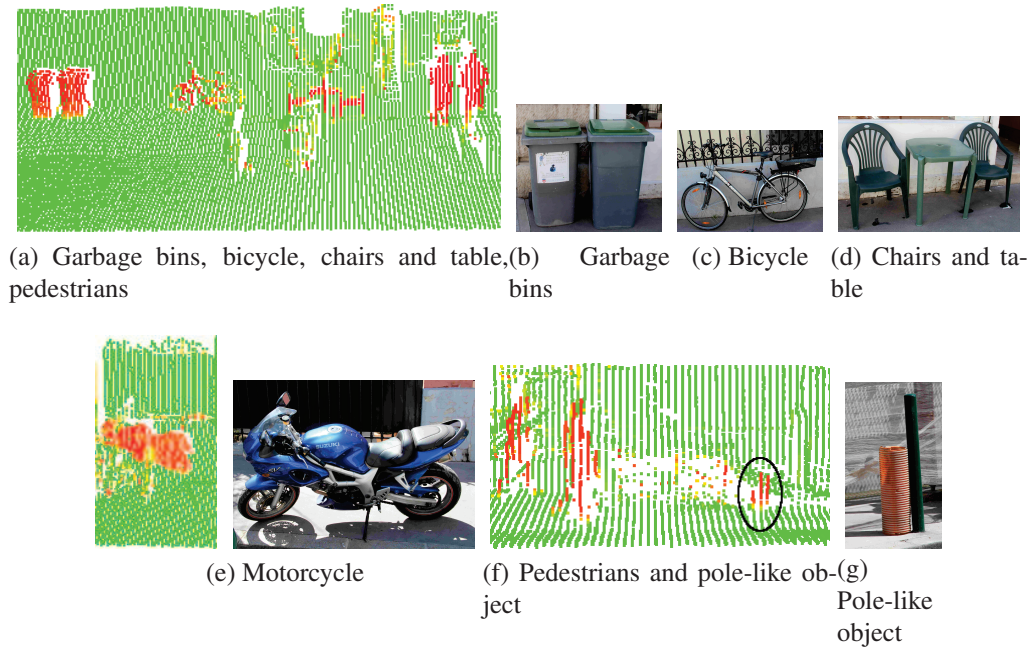 (a) Garbage bins, bicycle, chairs and table,
pedestrians
(b) Garbage
bins
(c) Bicycle
(d) Chairs and ta-
ble
SUZUKI
(e) Motorcycle
(f) Pedestrians and pole-like ob-
ject
(g)
Pole-like
object